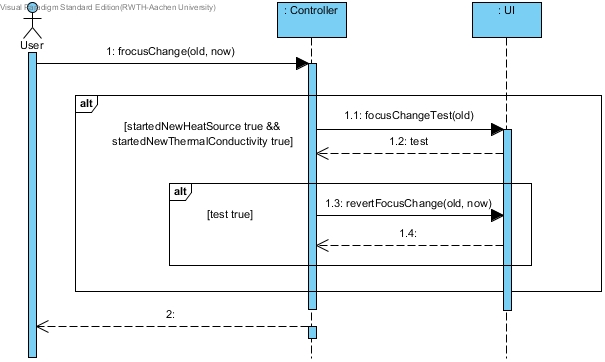 Visual Paradigm Standard Edition(RWTH-Aachen University)
: Controller
: UI
User
1: frocusChange(old, now)
alt
1.1: focusChangeTest(old)
[startedNewHeatSource true &&
startedNewThermalConductivity true]
1.2: test
alt
1.3: revertFocusChange(old, now)
[test true]
1.4:
2: